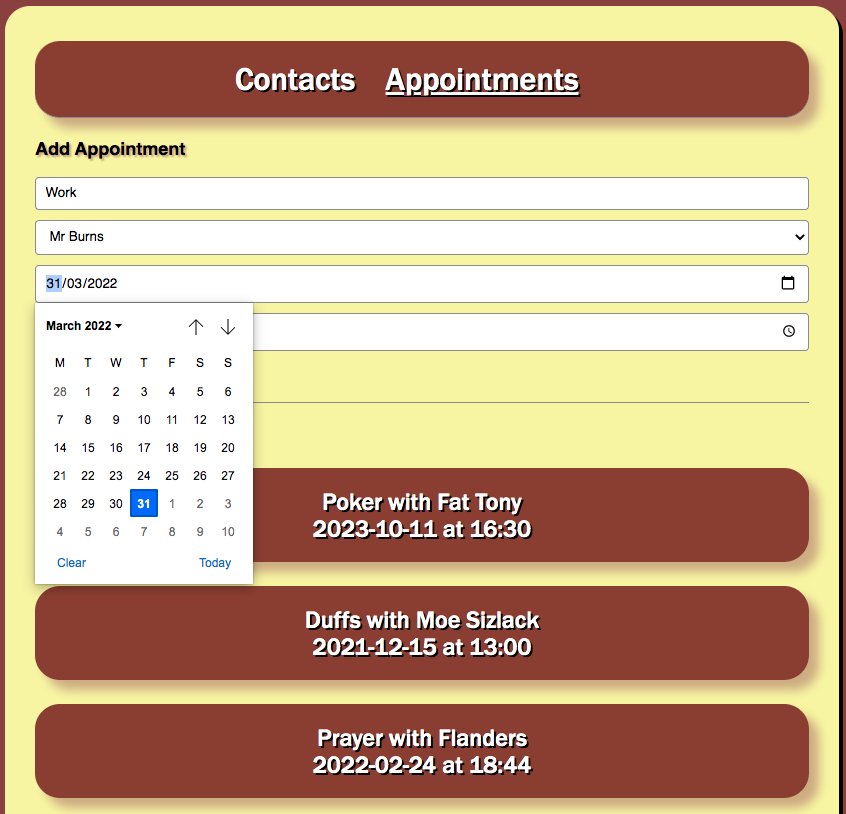 Contacts Appointments
Add Appointment
Work
Mr Burns
31/03/2022
March 2022
M T W T F S S
28 1 2 3 4 5 6
7 8 9 10 11 12 13
14 15 16 17 18 19 20
21 22 23 24 25 26 27
28 29 30 31 1 2 3
4 5 6 7 8 9 10
Clear Today
Poker with Fat Tony
2023-10-11 at 16:30
Duffs with Moe Sizlack
2021-12-15 at 13:00
Prayer with Flanders
2022-02-24 at 18:44